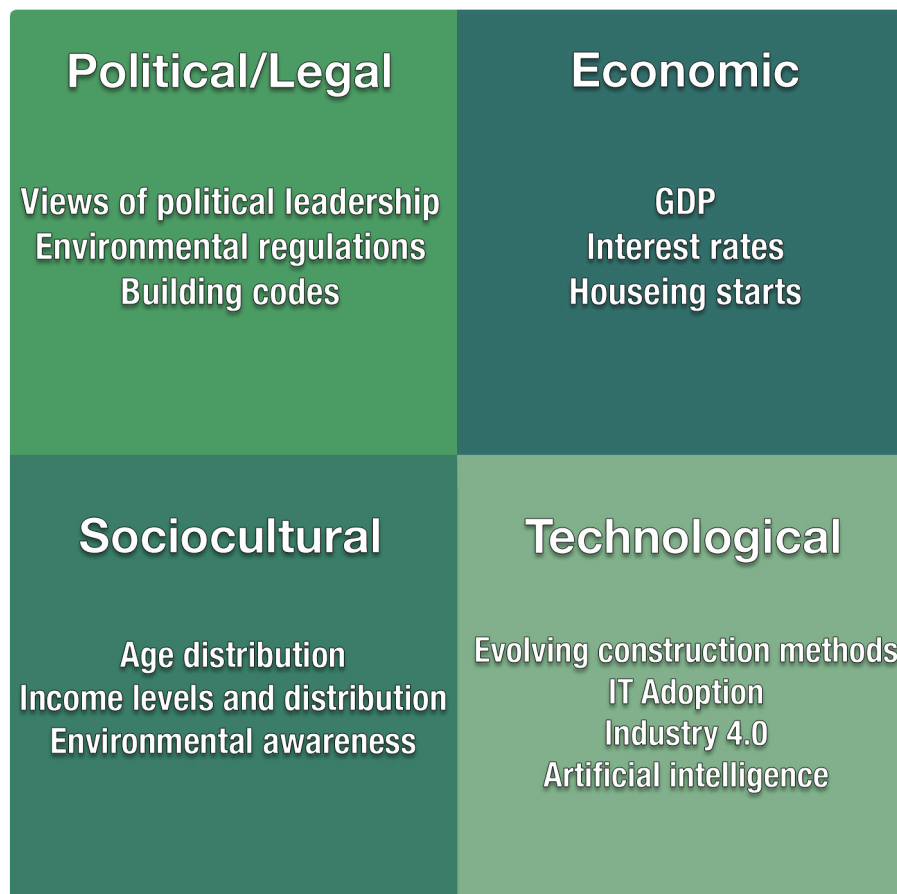 Political/Legal
Views of political leadership
Environmental regulations
Building codes
Economic
GDP
Interest rates
Houseing starts
Sociocultural
Age distribution
Income levels and distribution
Environmental awareness
Technological
Evolving construction methods
IT Adoption
Industry 4.0
Artificial intelligence